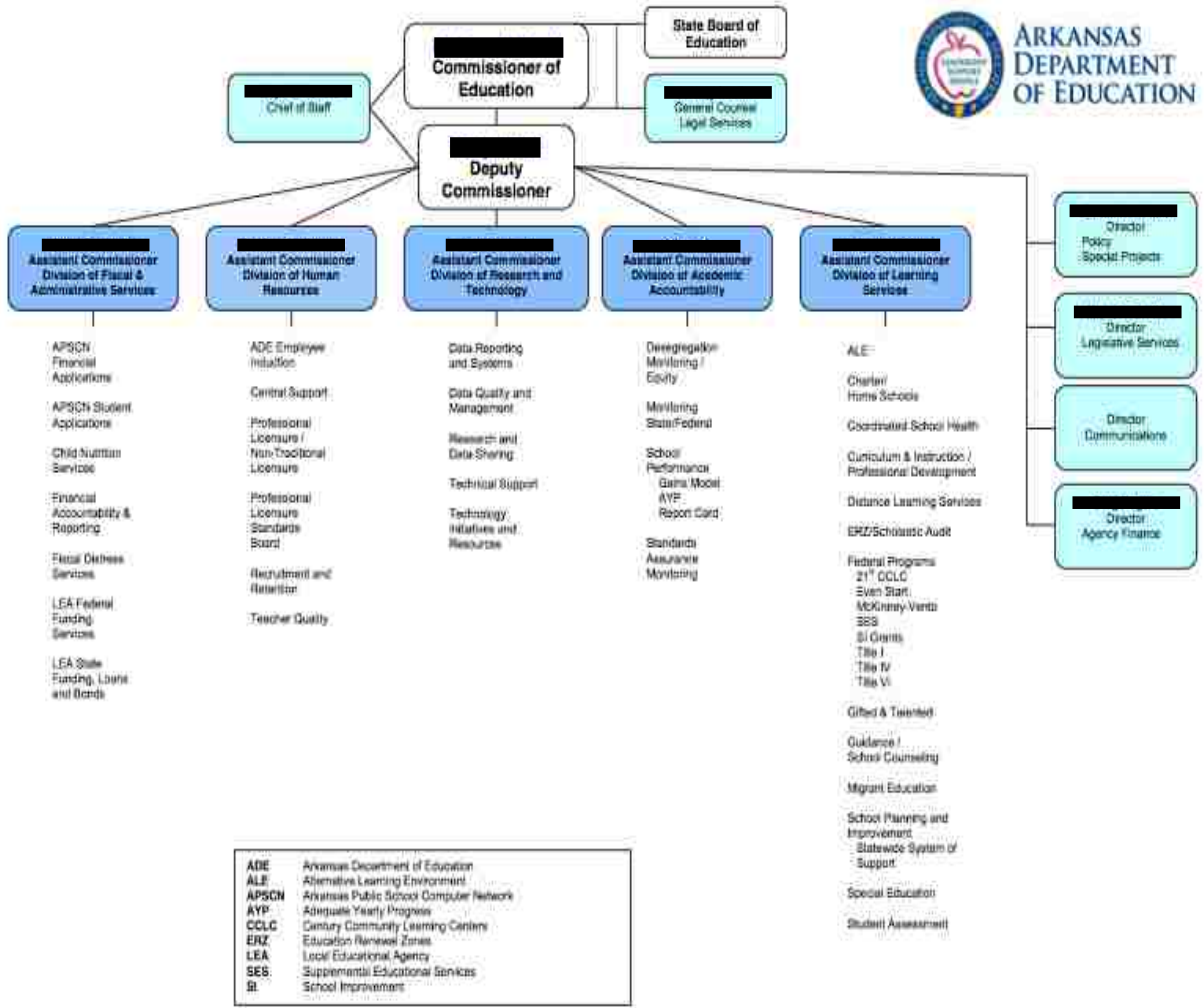 State Board of
Education
Commissioner of
Education
Chief of Staff
General Counsel
Legal Services
Deputy
Commissioner
ARKANSAS
DEPARTMENT
OF EDUCATION
Director
Policy
Special Projects
Director
Legislative Services
Director
Communications
Director
Agency Finance
Assistant Commissioner
Division of Fiscal &
Administrative Services
APSCN
Financial
Applications
APSCN Student
Applications
Child Nutrition
Services
Financial
Accountability &
Reporting
Fiscal Distress
Services
LEA Federal
Funding
Services
LEA State
Funding, Loans
and Bonds
Assistant Commissioner
Division of Human
Resources
ADE Employee
Induction
Central Support
Professional
Licensure /
Non-Traditional
Licensure
Professional
Licensure
Standards
Board
Recruitment and
Retention
Teacher Quality
Assistant Commissioner
Division of Research and
Technology
Data Reporting
and Systems
Data Quality and
Management
Research and
Data Sharing
Technical Support
Technology
Initiatives and
Resources
Assistant Commissioner
Division of Academic
Accountability
Desegregation
Monitoring /
Equity
Monitoring
State/Federal
School
Performance
Gains Model
AYP
Report Card
Standards
Assurance
Monitoring
Assistant Commissioner
Division of Learning
Services
ALE
Charter/
Home Schools
Coordinated School Health
Curriculum & Instruction /
Professional Development
Distance Learning Services
ERZ/Scholastic Audit
Federal Programs
21st CCLC
Even Start
McKinney-Vento
SES
SI Grants
Title I
Title IV
Title VI
Gifted & Talented
Guidance /
School Counseling
Migrant Education
School Planning and
Improvement
Statewide System of
Support
Special Education
Student Assessment
ADE Arkansas Department of Education
ALE Alternative Learning Environment
APSCN Arkansas Public School Computer Network
AYP Adequate Yearly Progress
CCLC Century Community Learning Centers
ERZ Education Renewal Zones
LEA Local Educational Agency
SES Supplemental Educational Services
SI School Improvement